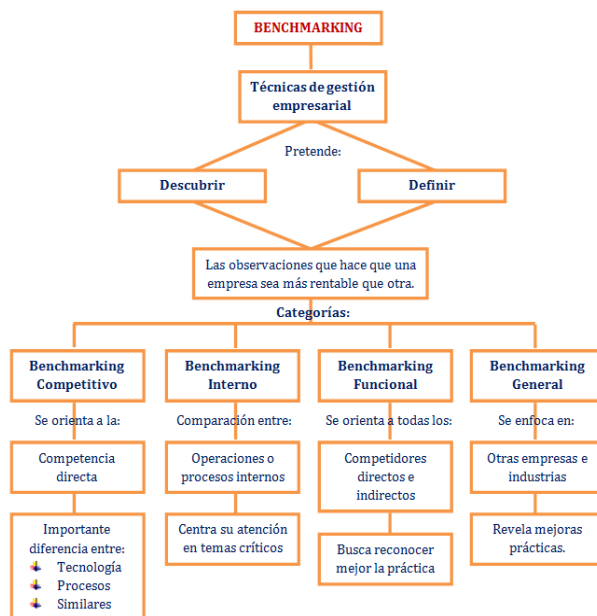 BENCHMARKING
Técnicas de gestión
empresarial
Pretende:
Descubrir
Definir
Las observaciones que hace que una
empresa sea más rentable que otra.
Categorías:
Benchmarking
Competitivo
Se orienta a la:
Competencia
directa
Importante
diferencia entre:
Tecnología
Procesos
Similares
Benchmarking
Interno
Comparación entre:
Operaciones o
procesos internos
Centra su atención
en temas críticos
Benchmarking
Funcional
Se orienta a todas los:
Competidores
directos e
indirectos
Busca reconocer
mejor la práctica
Benchmarking
General
Se enfoca en:
Otras empresas e
industrias
Revela mejoras
prácticas.